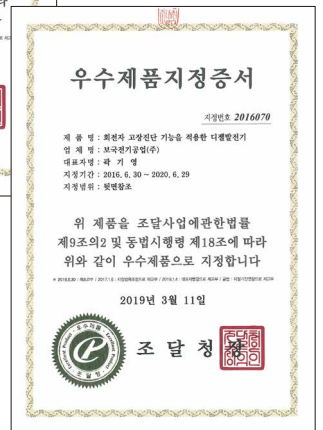 우수제품지정증서
지정번호 2016070
제 품 명 : 회전자 고장진단 기능을 적용한 디젤발전기
업 체 명 : 보국전기공업(주)
대표자명 : 곽 기 영
지정기간 : 2016. 6. 30 ~ 2020. 6. 29
지정범위 : 뒷면참조
위 제품을 조달사업에관한법률
제9조의2 및 동법시행령 제18조에 따라
위와 같이 우수제품으로 지정합니다
2019년 3월 11일
조 달 청 장